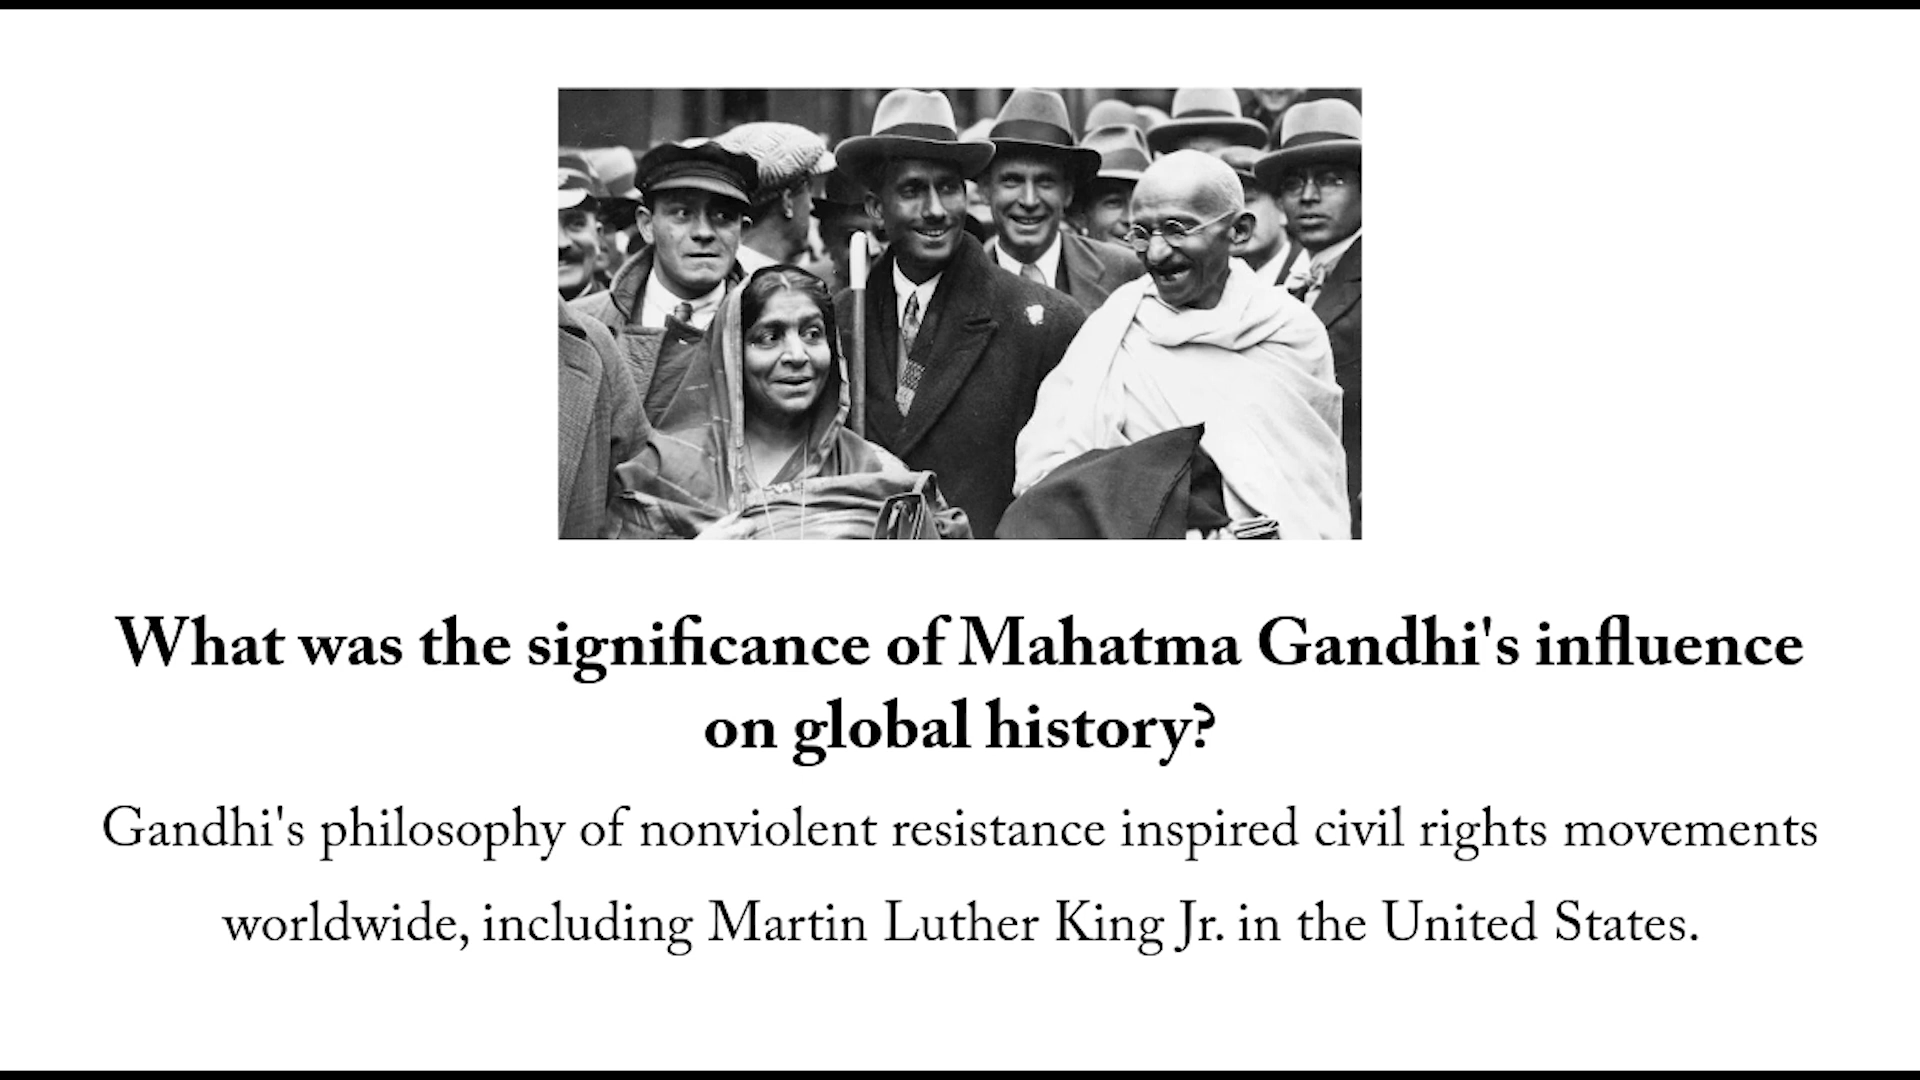 What was the significance of Mahatma Gandhi's influence
on global history?
Gandhi's philosophy of nonviolent resistance inspired civil rights movements
worldwide, including Martin Luther King Jr. in the United States.